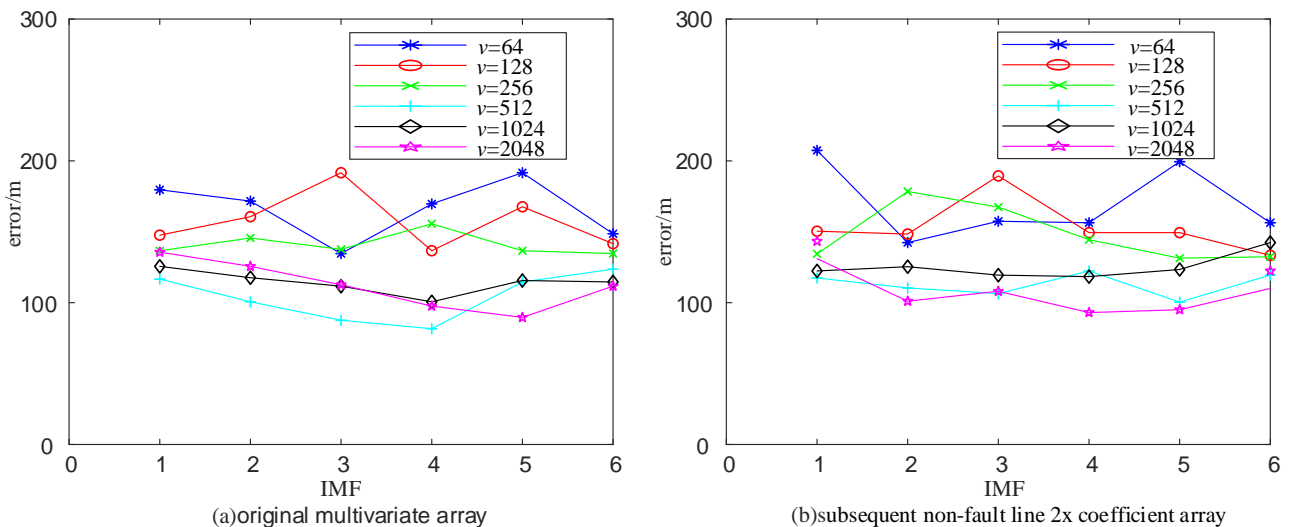 300
200
100
0
error/m
v=64
v=128
v=256
v=512
v=1024
v=2048
0 1 2 3 4 5 6
IMF
(a)original multivariate array
300
200
100
0
error/m
v=64
v=128
v=256
v=512
v=1024
v=2048
0 1 2 3 4 5 6
IMF
(b)subsequent non-fault line 2x coefficient array